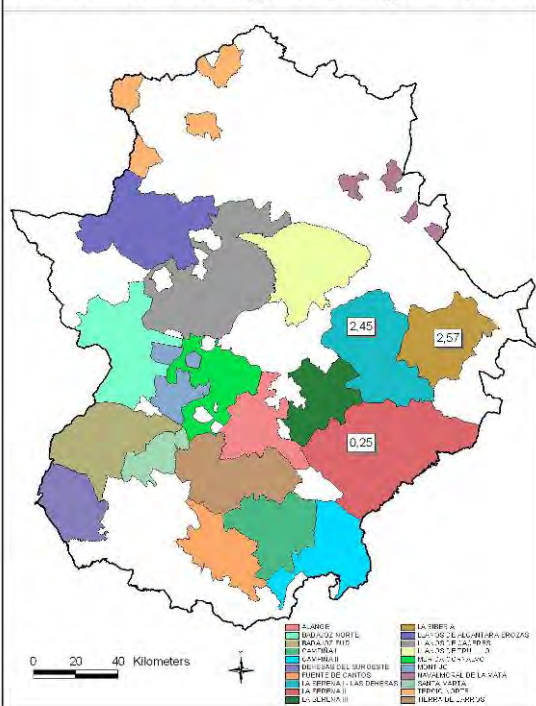 2,45
2,57
0,25
0 20 40 Kilometers
ALANGE
BADAJOZ NORTE
BADAJOZ SUD
CAMPIÑA I
CAMPIÑA II
DEHESAS DEL SUROESTE
FUENTE DE CANTOS
LA SERENA I - LAS DEHESAS
LA SERENA II
LA SERENA III
LA SIBERIA
LLANOS DE ALCANTARA BROZAS
LLANOS DE CACERES
MONTIJO
NAVALMORAL DE LA MATA
SANTA MARTA
TIERRA DE BARROS